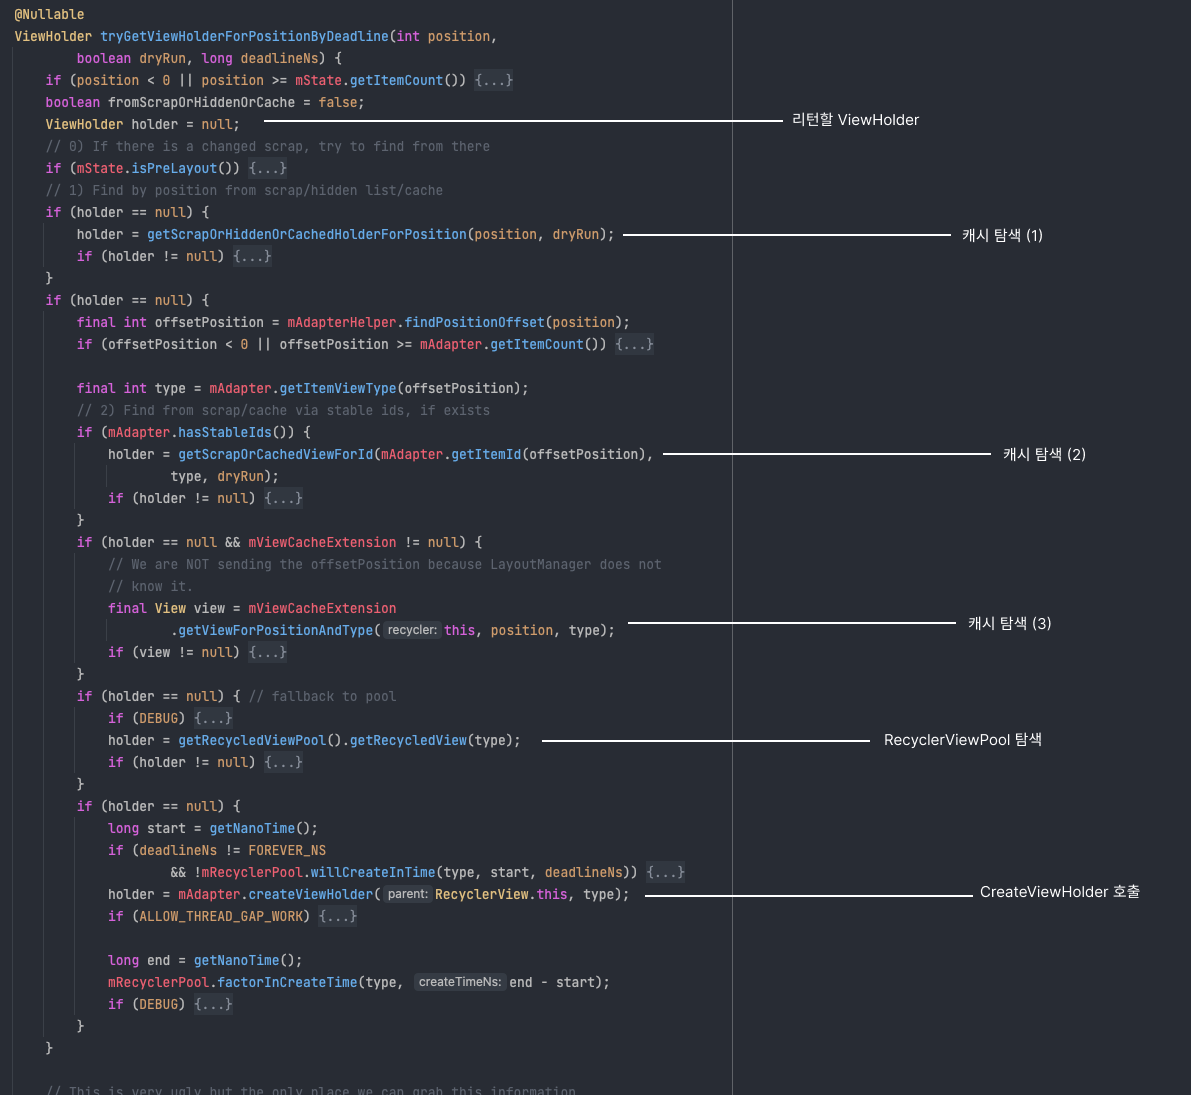 @Nullable
ViewHolder tryGetViewHolderForPositionByDeadline(int position,
boolean dryRun, long deadlineNs) {
if (position < 0 || position >= mState.getItemCount()) {...}
boolean fromScrapOrHiddenOrCache = false;
ViewHolder holder = null; 리턴할 ViewHolder
// 0) If there is a changed scrap, try to find from there
if (mState.isPreLayout()) {...}
// 1) Find by position from scrap/hidden list/cache
if (holder == null) {
holder = getScrapOrHiddenOrCachedHolderForPosition(position, dryRun); 캐시 탐색 (1)
if (holder != null) {...}
}
if (holder == null) {
final int offsetPosition = mAdapterHelper.findPositionOffset(position);
if (offsetPosition < 0 || offsetPosition >= mAdapter.getItemCount()) {...}
final int type = mAdapter.getItemViewType(offsetPosition);
// 2) Find from scrap/cache via stable ids, if exists
if (mAdapter.hasStableIds()) {
holder = getScrapOrCachedViewForId(mAdapter.getItemId(offsetPosition), 캐시 탐색 (2)
type, dryRun);
if (holder != null) {...}
}
if (holder == null && mViewCacheExtension != null) {
// We are NOT sending the offsetPosition because LayoutManager does not
// know it.
final View view = mViewCacheExtension
.getViewForPositionAndType( recycler: this, position, type); 캐시 탐색 (3)
if (view != null) {...}
}
if (holder == null) { // fallback to pool
if (DEBUG) {...}
holder = getRecycledViewPool().getRecycledView(type); RecyclerViewPool 탐색
if (holder != null) {...}
}
if (holder == null) {
long start = getNanoTime();
if (deadlineNs != FOREVER_NS
&& !mRecyclerPool.willCreateInTime(type, start, deadlineNs)) {...}
holder = mAdapter.createViewHolder( parent: RecyclerView.this, type); CreateViewHolder 호출
if (ALLOW_THREAD_GAP_WORK) {...}
long end = getNanoTime();
mRecyclerPool.factorInCreateTime(type, createTimeNs: end - start);
if (DEBUG) {...}
}
}
// This is very ugly but the only place we can grab this information